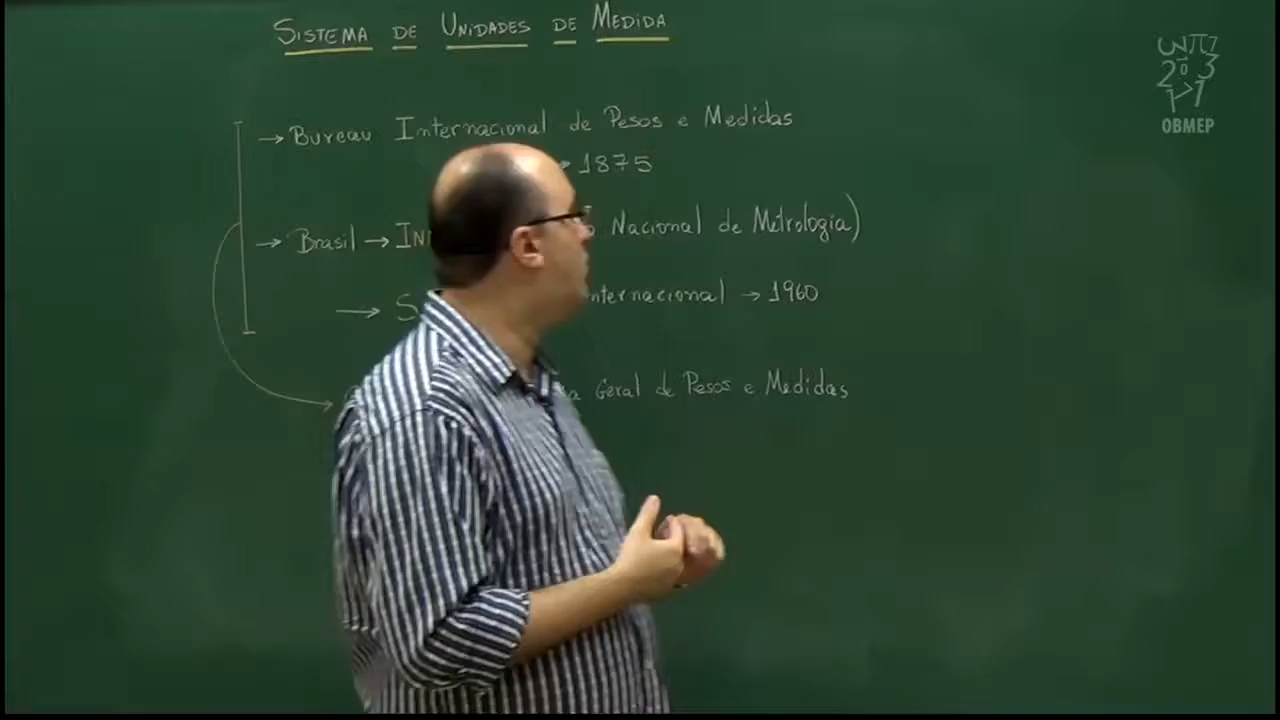 SISTEMA DE UNIDADES DE MEDIDA
→ Bureau Internacional de Pesos e Medidas
→ 1875
→ Brasil → IN Nacional de Metrologia)
→ S nternacional → 1960
Geral de Pesos e Medidas
OBMEP